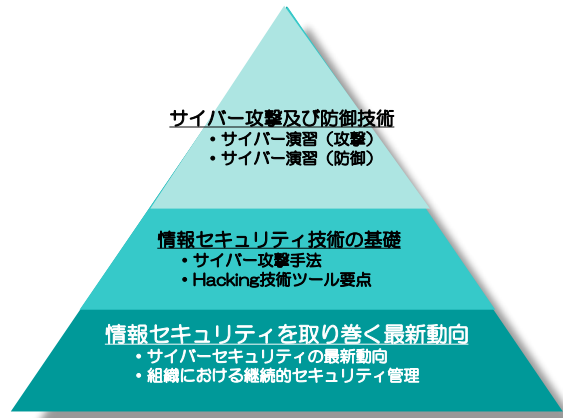 サイバー攻撃及び防御技術
・サイバー演習（攻撃）
・サイバー演習（防御）
情報セキュリティ技術の基礎
・サイバー攻撃手法
・Hacking技術ツール要点
情報セキュリティを取り巻く最新動向
・サイバーセキュリティの最新動向
・組織における継続的セキュリティ管理